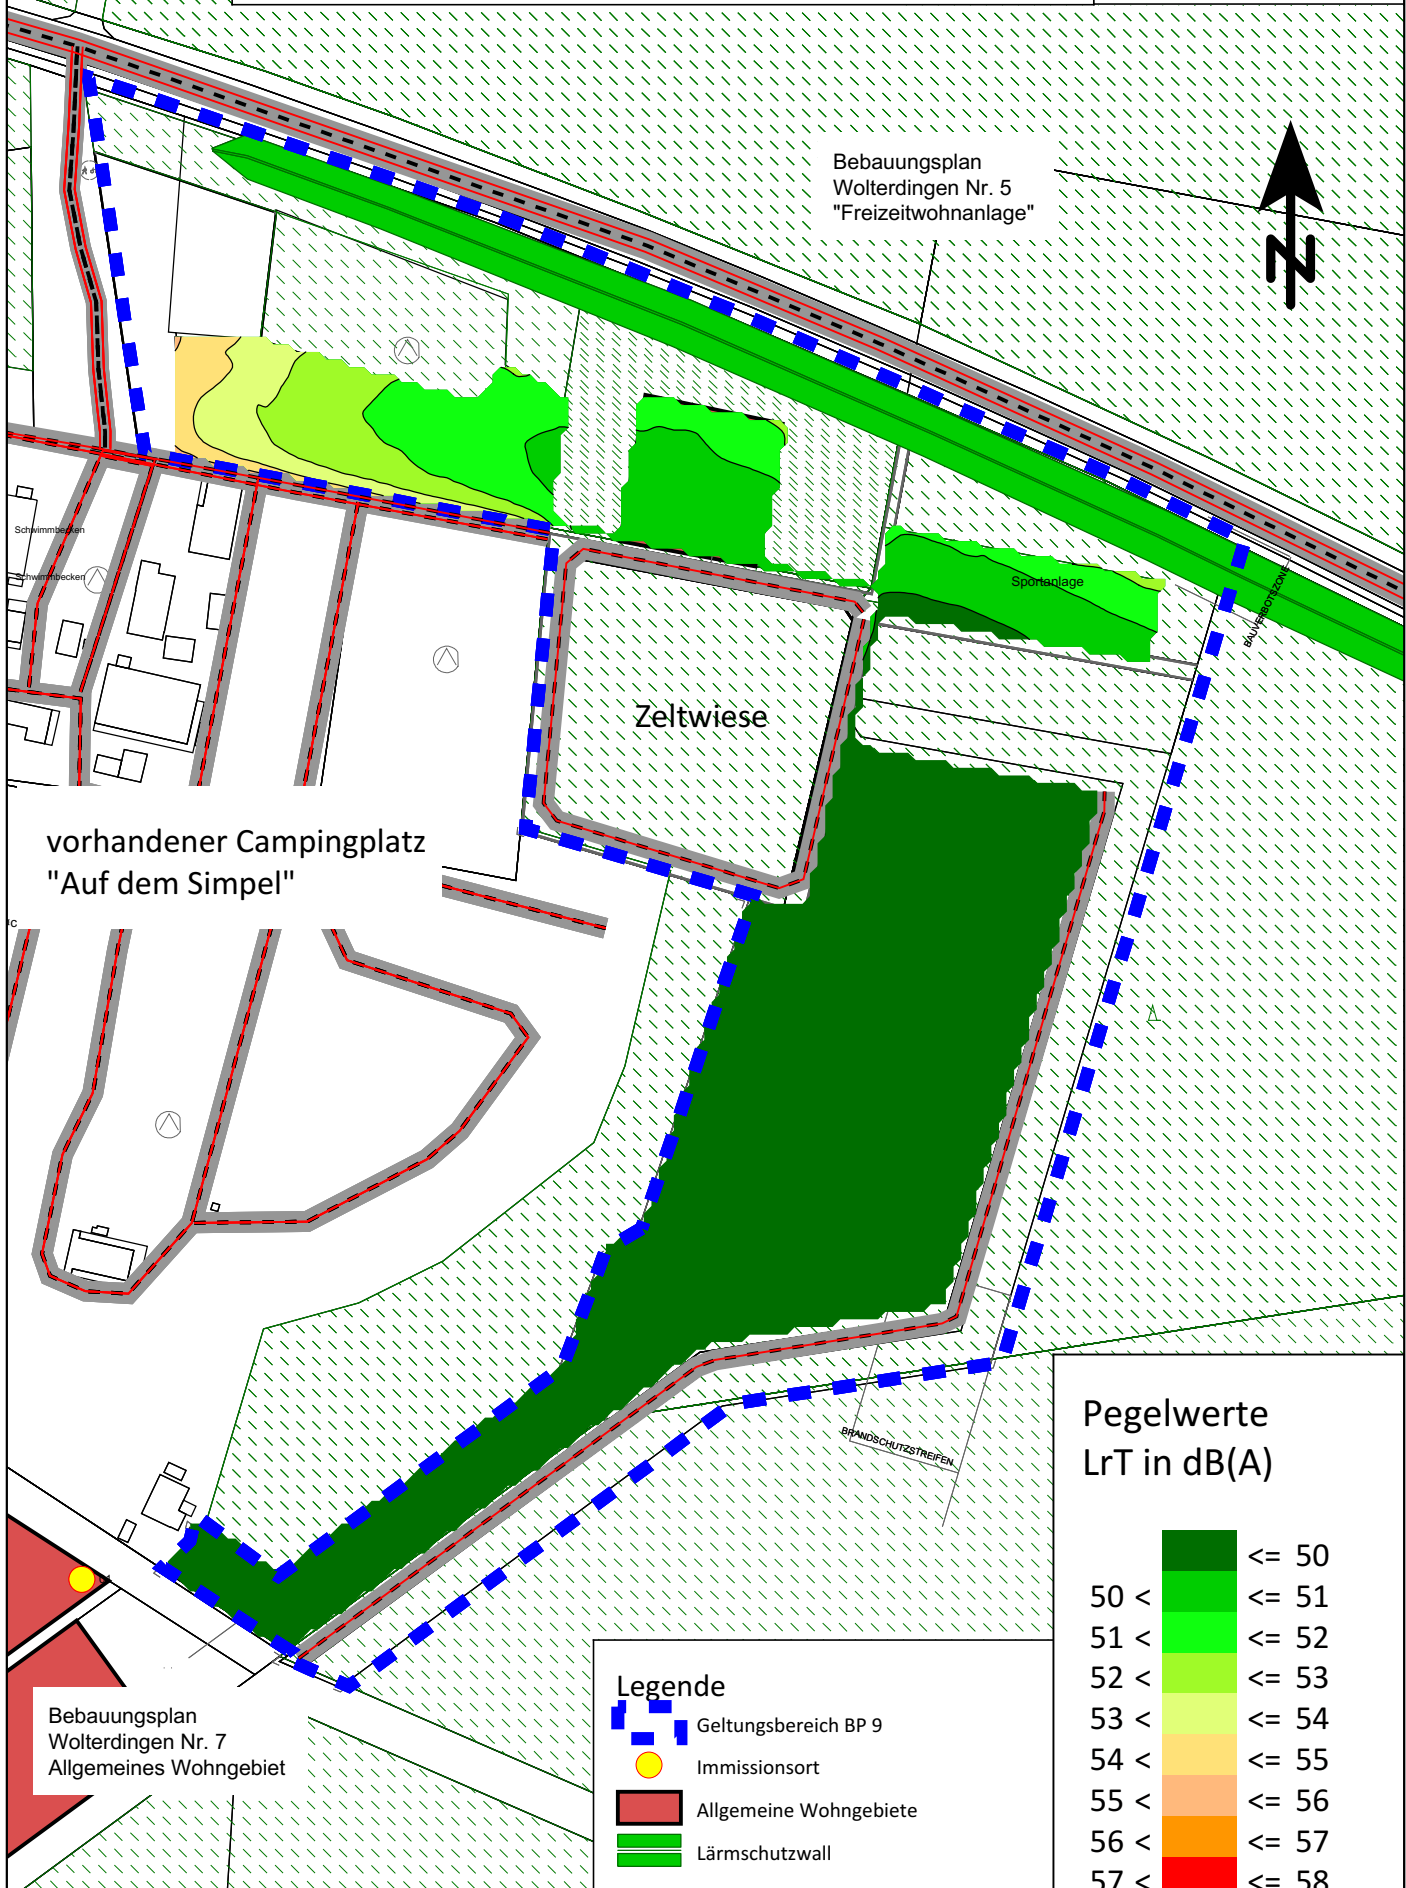 Bebauungsplan
Wolterdingen Nr. 5
"Freizeitwohnanlage"
N
Schwimmbecken
Schwimmbecken
Sportanlage
BAUVERBOTSZONE
Zeltwiese
vorhandener Campingplatz
"Auf dem Simpel"
BRANDSCHUTZSTREIFEN
Bebauungsplan
Wolterdingen Nr. 7
Allgemeines Wohngebiet
Legende
Geltungsbereich BP 9
Immissionsort
Allgemeine Wohngebiete
Lärmschutzwall
Pegelwerte
LrT in dB(A)
<= 50
50 < <= 51
51 < <= 52
52 < <= 53
53 < <= 54
54 < <= 55
55 < <= 56
56 < <= 57
57 < <= 58